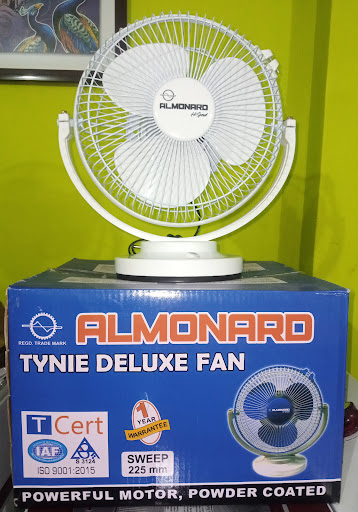 ALMONARD
Hi Speed
ALMONARD
REGD. TRADE MARK
TYNIE DELUXE FAN
T Cert
IAF
S 3124
ISO 9001:2015
1
YEAR
WARRANTEE
SWEEP
225 mm
ALMONARD
POWERFUL MOTOR, POWDER COATED